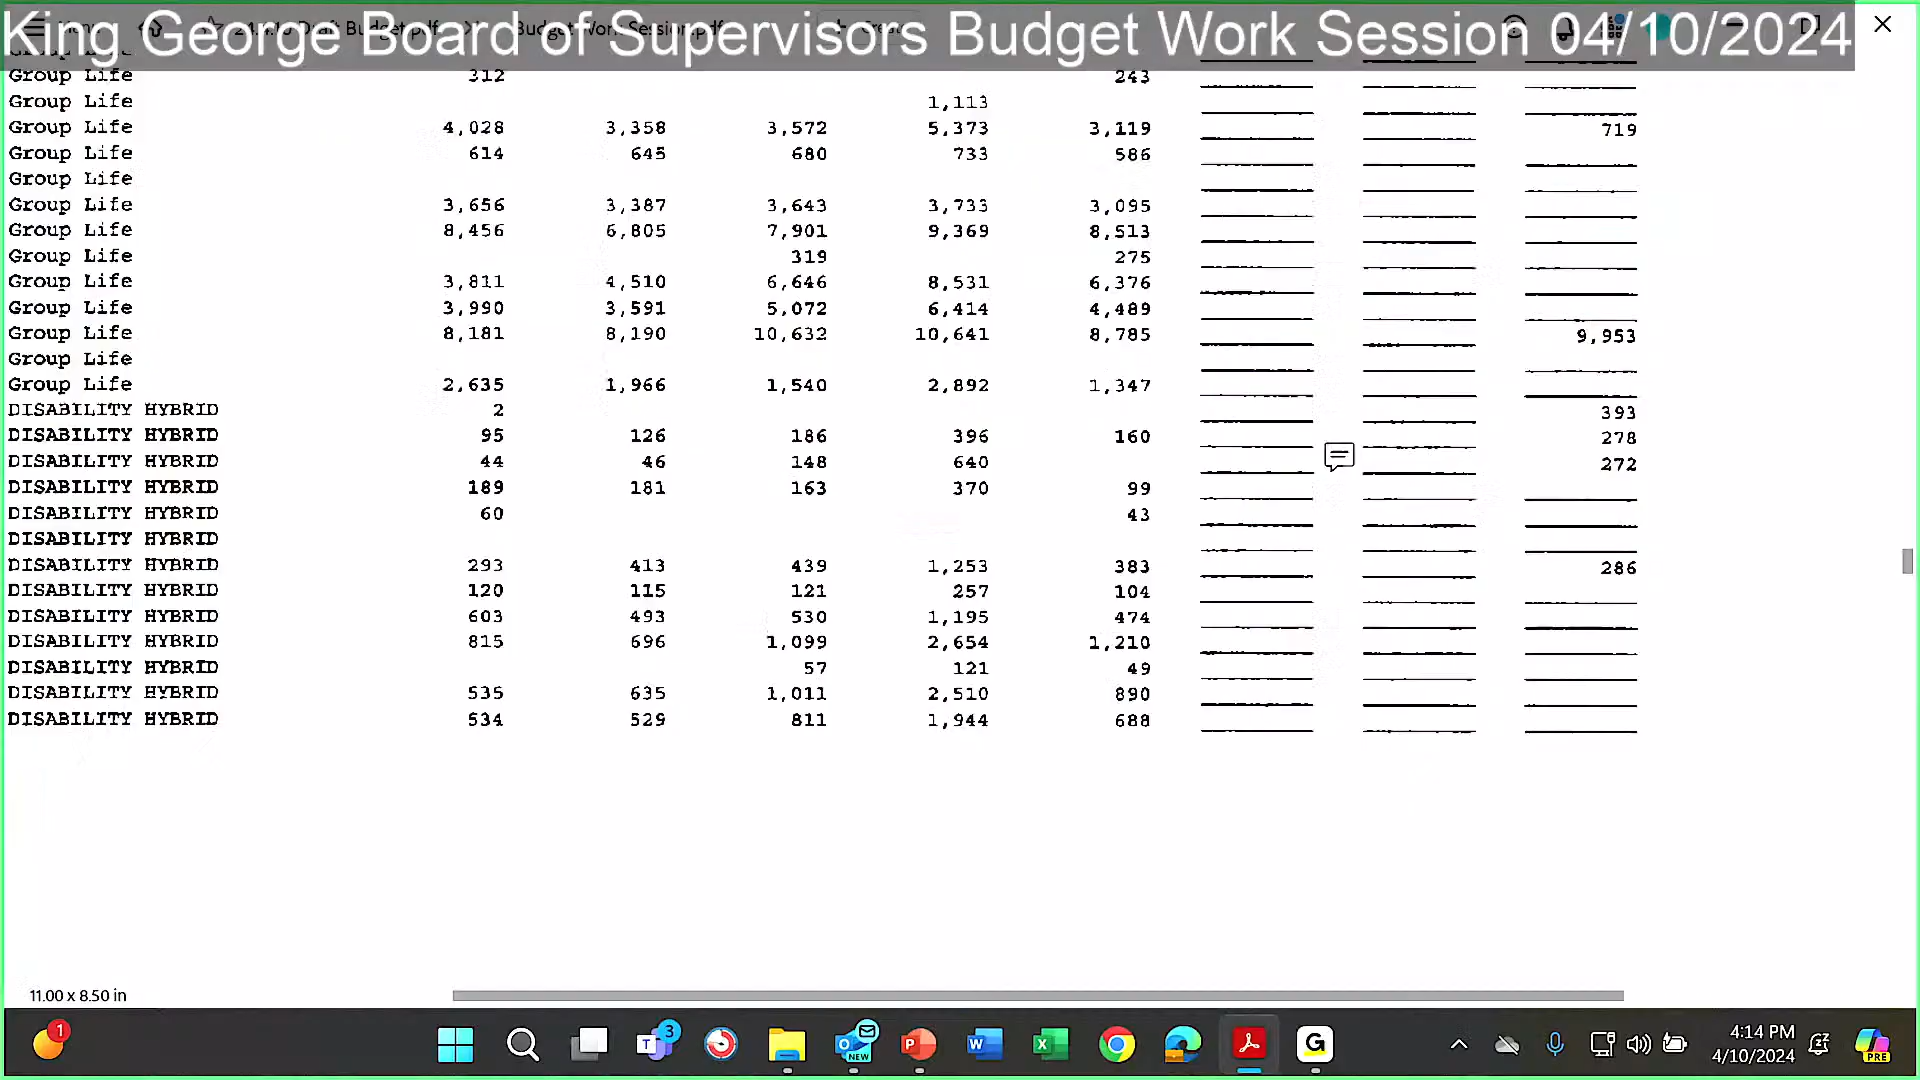 King George Board of Supervisors Budget Work Session 04/10/2024
Group Life 312 243
Group Life 1,113
Group Life 4,028 3,358 3,572 5,373 3,119 719
Group Life 614 645 680 733 586
Group Life
Group Life 3,656 3,387 3,643 3,733 3,095
Group Life 8,456 6,805 7,901 9,369 8,513
Group Life 319 275
Group Life 3,811 4,510 6,646 8,531 6,376
Group Life 3,990 3,591 5,072 6,414 4,489
Group Life 8,181 8,190 10,632 10,641 8,785 9,953
Group Life
Group Life 2,635 1,966 1,540 2,892 1,347
DISABILITY HYBRID 2 393
DISABILITY HYBRID 95 126 186 396 160 278
DISABILITY HYBRID 44 46 148 640 272
DISABILITY HYBRID 189 181 163 370 99
DISABILITY HYBRID 60 43
DISABILITY HYBRID
DISABILITY HYBRID 293 413 439 1,253 383 286
DISABILITY HYBRID 120 115 121 257 104
DISABILITY HYBRID 603 493 530 1,195 474
DISABILITY HYBRID 815 696 1,099 2,654 1,210
DISABILITY HYBRID 57 121 49
DISABILITY HYBRID 535 635 1,011 2,510 890
DISABILITY HYBRID 534 529 811 1,944 688
11.00 x 8.50 in
1
3
NEW
4:14 PM
4/10/2024
PRE